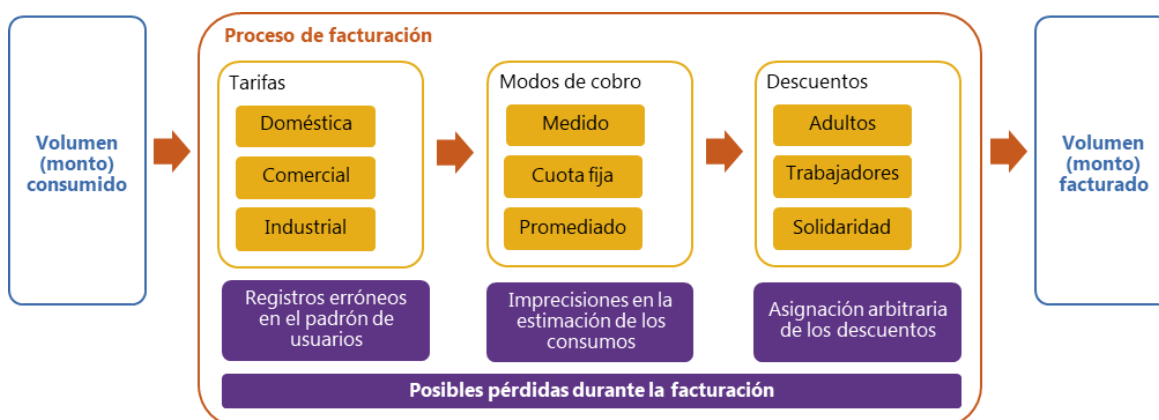 Proceso de facturación
Volumen
(monto)
consumido
Tarifas
Doméstica
Comercial
Industrial
Registros erróneos
en el padrón de
usuarios
Modos de cobro
Medido
Cuota fija
Promediado
Imprecisiones en la
estimación de los
consumos
Descuentos
Adultos
Trabajadores
Solidaridad
Asignación arbitraria
de los descuentos
Posibles pérdidas durante la facturación
Volumen
(monto)
facturado